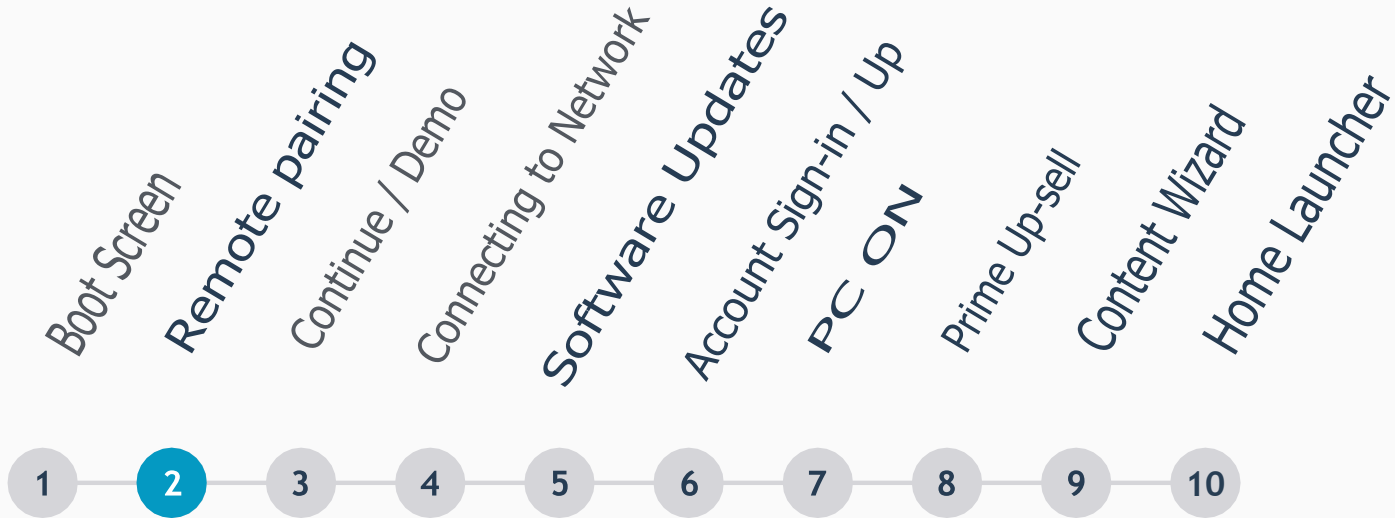 Boot Screen
Remote pairing
Continue / Demo
Connecting to Network
Software Updates
Account Sign-in / Up
PC ON
Prime Up-sell
Content Wizard
Home Launcher
1 2 3 4 5 6 7 8 9 10